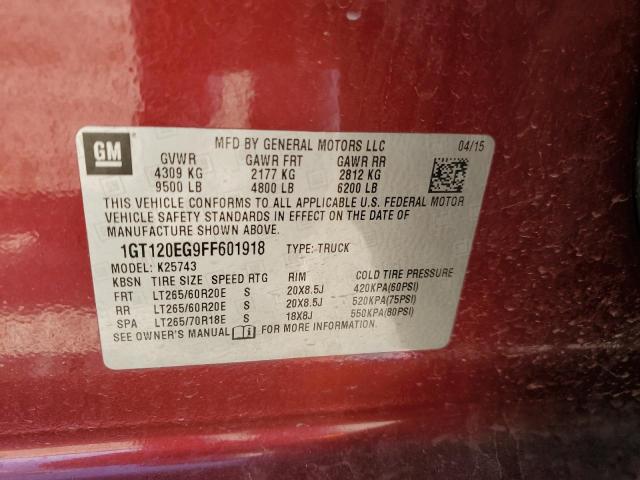 GM
MFD BY GENERAL MOTORS LLC 04/15
GVWR GAWR FRT GAWR RR
4309 KG 2177 KG 2812 KG
9500 LB 4800 LB 6200 LB
THIS VEHICLE CONFORMS TO ALL APPLICABLE U.S. FEDERAL MOTOR
VEHICLE SAFETY STANDARDS IN EFFECT ON THE DATE OF
MANUFACTURE SHOWN ABOVE.
1GT120EG9FF601918 TYPE: TRUCK
MODEL: K25743
KBSN TIRE SIZE SPEED RTG RIM COLD TIRE PRESSURE
FRT LT265/60R20E S 20X8.5J 420KPA(60PSI)
RR LT265/60R20E S 20X8.5J 520KPA(75PSI)
SPA LT265/70R18E S 18X8J 550KPA(80PSI)
SEE OWNER'S MANUAL FOR MORE INFORMATION.